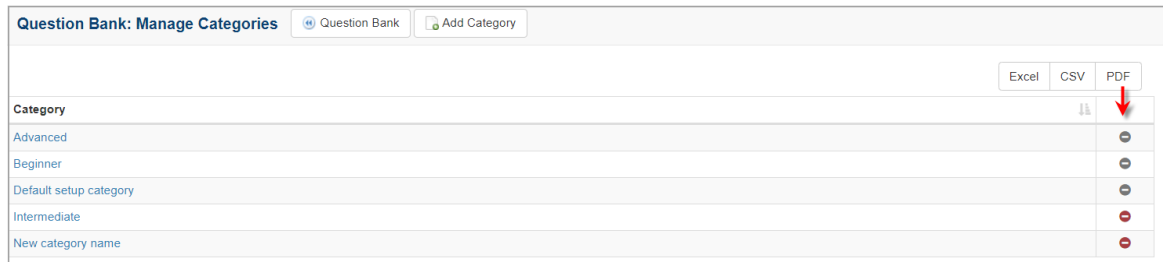 Question Bank: Manage Categories Question Bank Add Category
Excel CSV PDF
Category
Advanced
Beginner
Default setup category
Intermediate
New category name